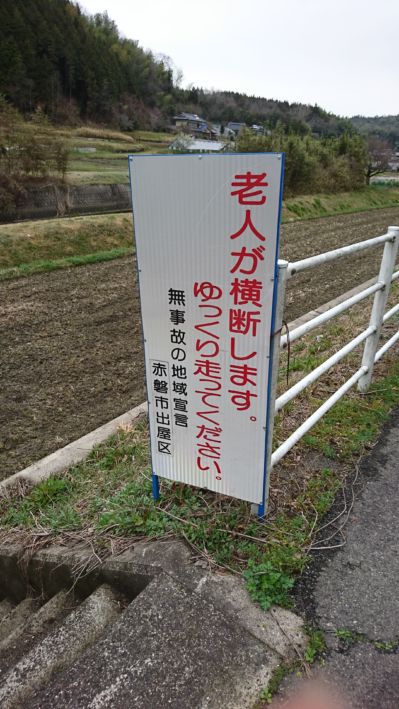 老人が横断します。
ゆっくり走ってください。
無事故の地域宣言
赤磐市出屋区